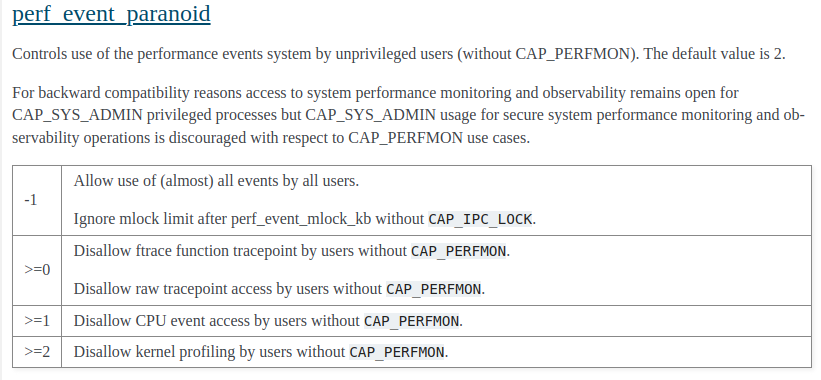 perf_event_paranoid
Controls use of the performance events system by unprivileged users (without CAP_PERFMON). The default value is 2.
For backward compatibility reasons access to system performance monitoring and observability remains open for
CAP_SYS_ADMIN privileged processes but CAP_SYS_ADMIN usage for secure system performance monitoring and ob-
servability operations is discouraged with respect to CAP_PERFMON use cases.
-1
Allow use of (almost) all events by all users.
Ignore mlock limit after perf_event_mlock_kb without CAP_IPC_LOCK.
>=0
Disallow ftrace function tracepoint by users without CAP_PERFMON.
Disallow raw tracepoint access by users without CAP_PERFMON.
>=1 Disallow CPU event access by users without CAP_PERFMON.
>=2 Disallow kernel profiling by users without CAP_PERFMON.